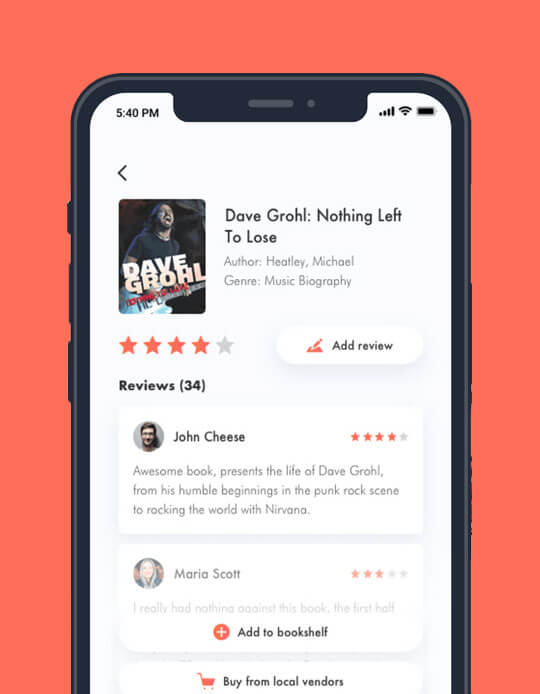 5:40 PM
DAVE
GROHL
Dave Grohl: Nothing Left
To Lose
Author: Heatley, Michael
Genre: Music Biography
Add review
Reviews (34)
John Cheese
Awesome book, presents the life of Dave Grohl,
from his humble beginnings in the punk rock scene
to rocking the world with Nirvana.
Maria Scott
I really had nothing against this book, the first half
Add to bookshelf
Buy from local vendors